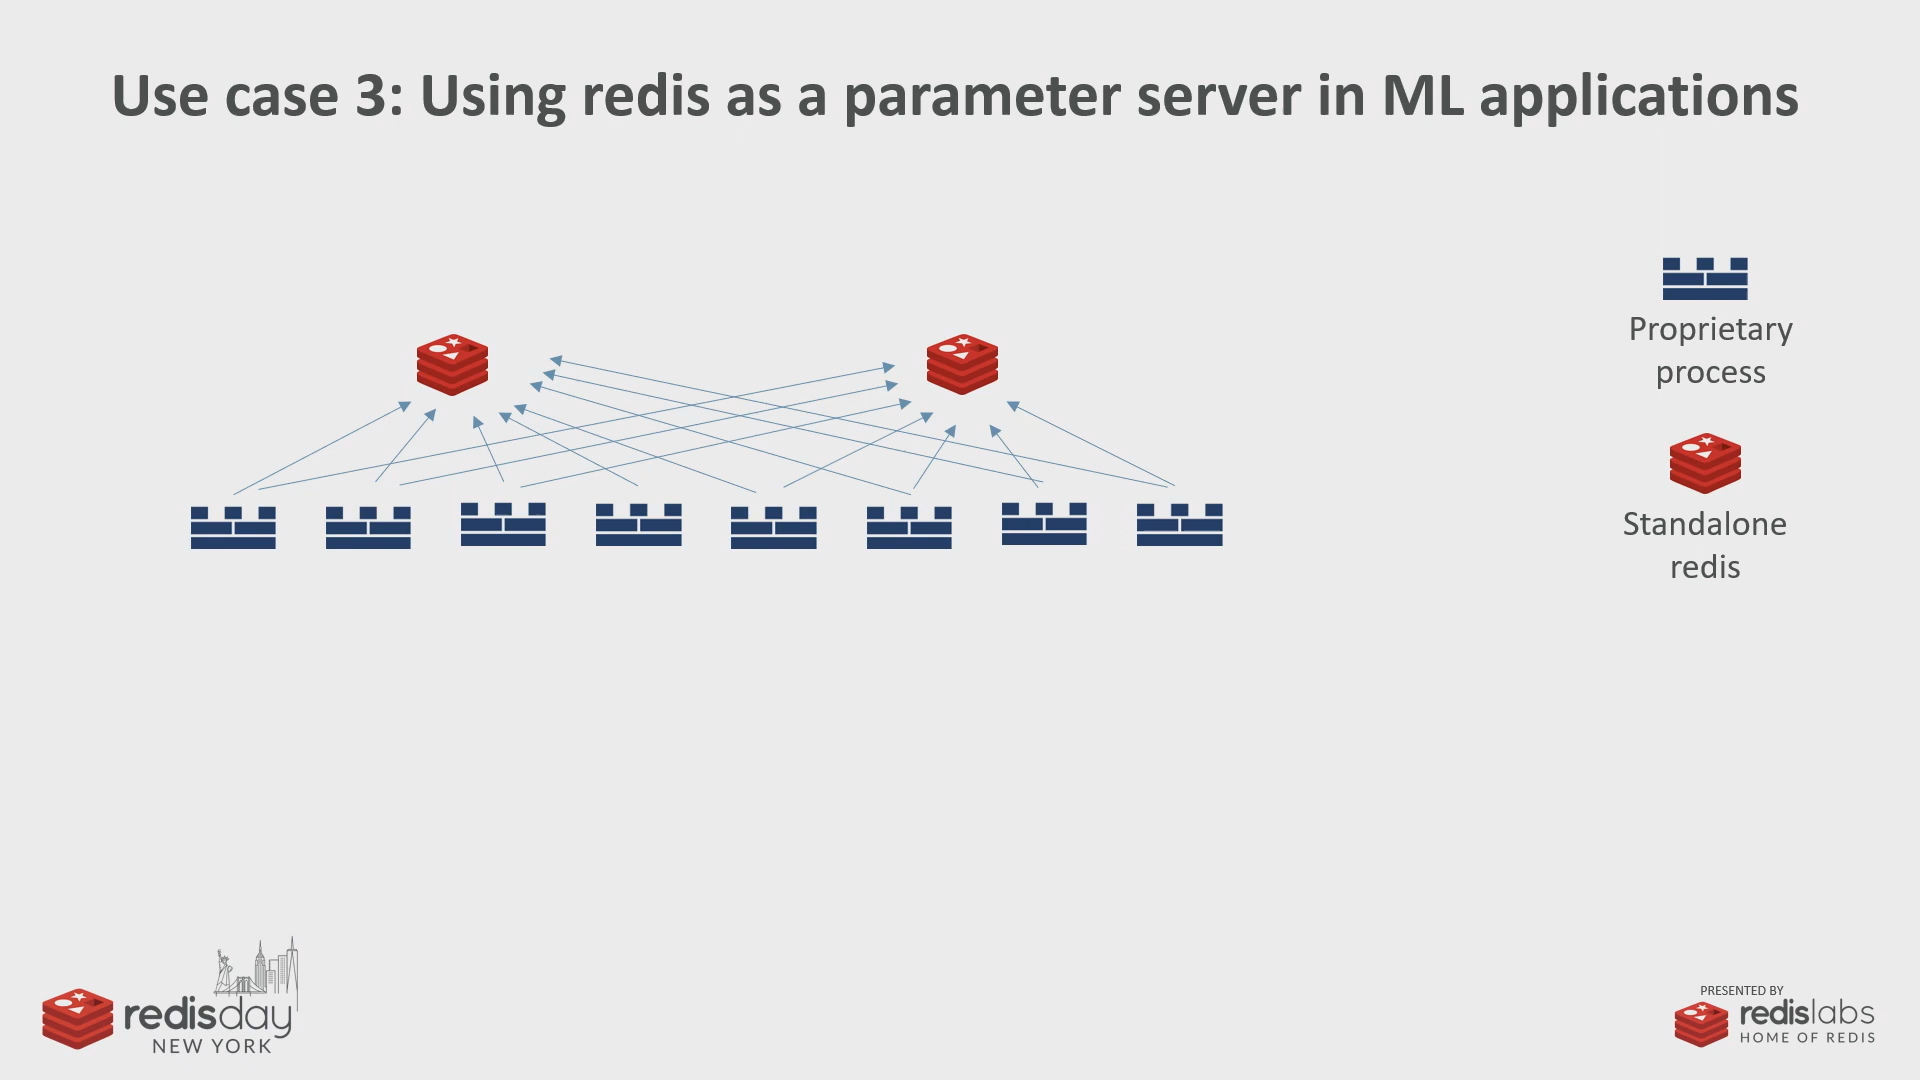 Use case 3: Using redis as a parameter server in ML applications
Proprietary
process
Standalone
redis
redisday
NEW YORK
PRESENTED BY
redislabs
HOME OF REDIS